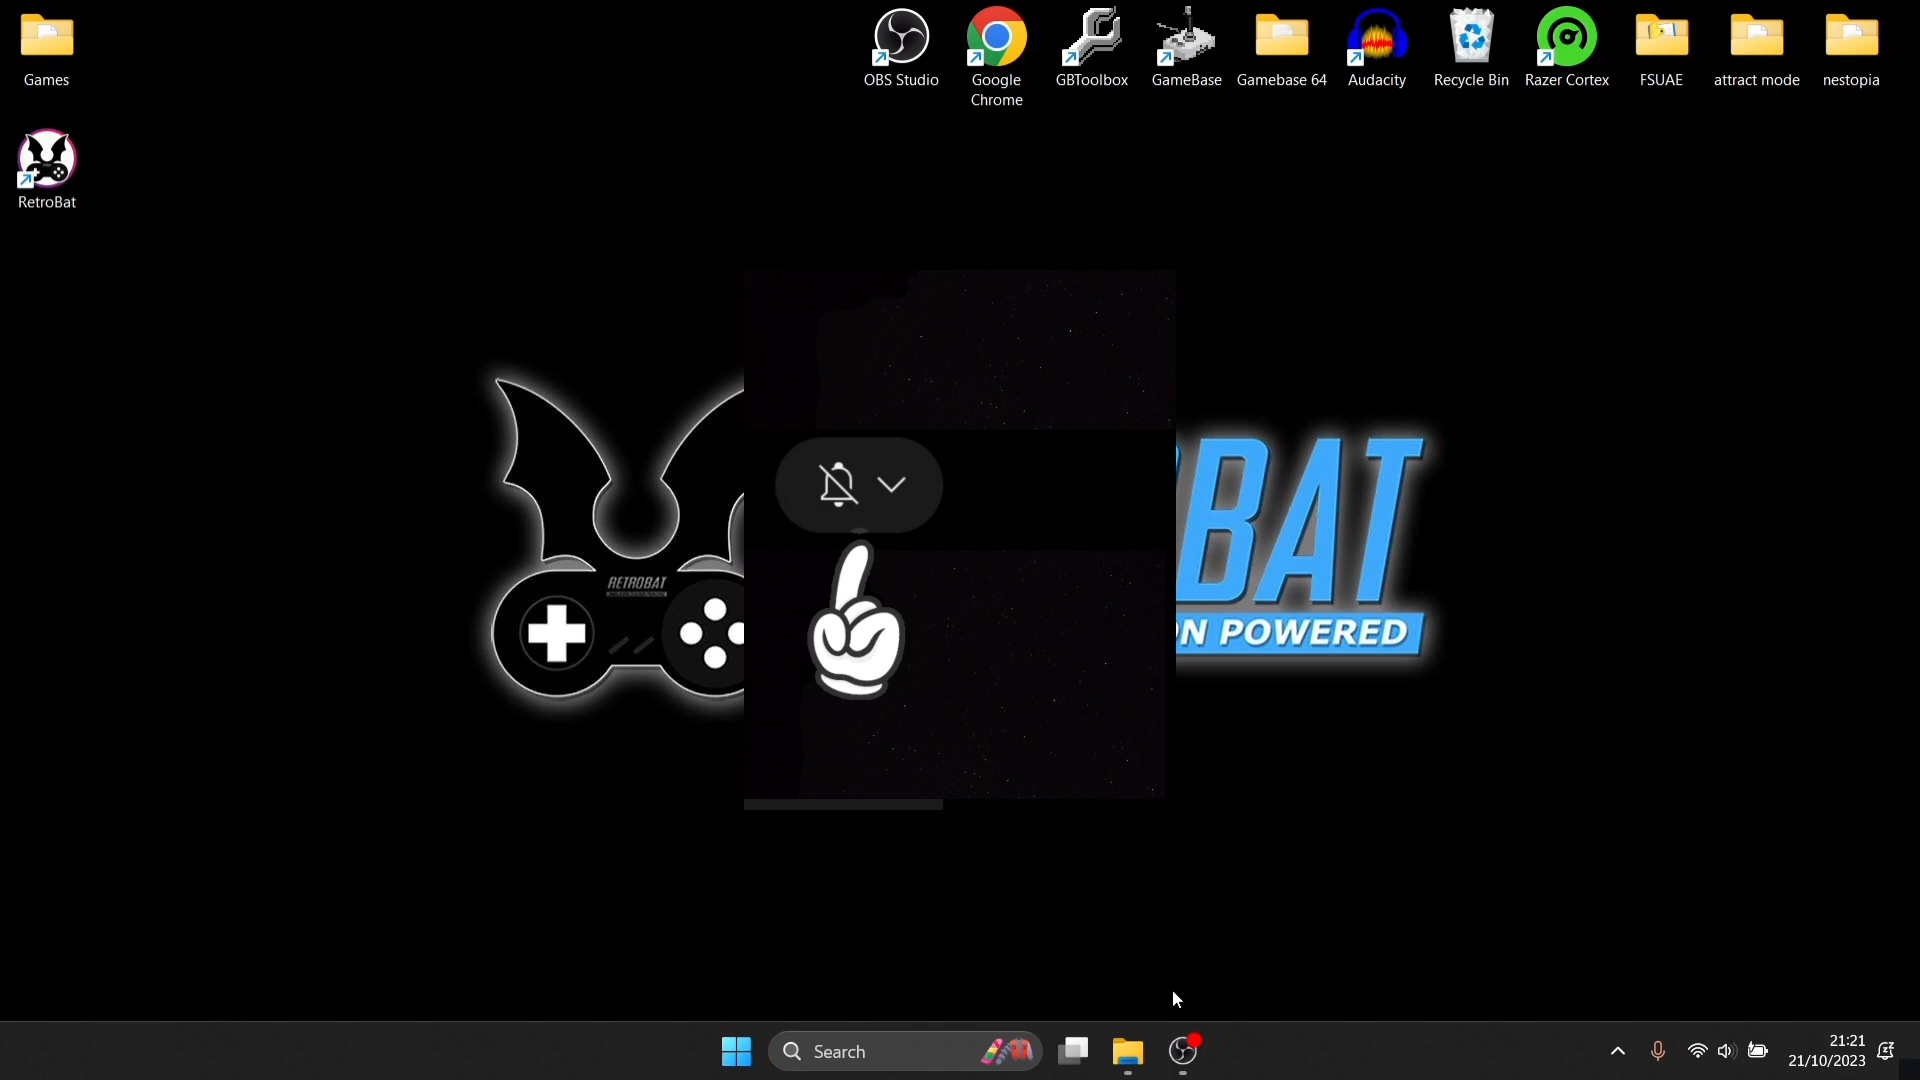 Games
OBS Studio
Google
Chrome
GBToolbox
GameBase
Gamebase 64
Audacity
Recycle Bin
Razer Cortex
FSUAE
attract mode
nestopia
RetroBat
RETROBAT
BAT
ON POWERED
Search
21:21
21/10/2023